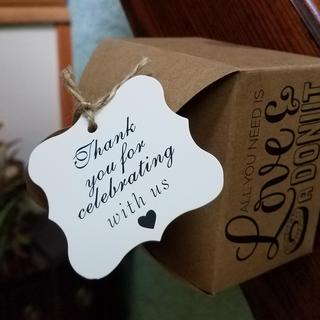 Thank
you for
celebrating
with us
ALL YOU NEED IS
Love &
A DONUT